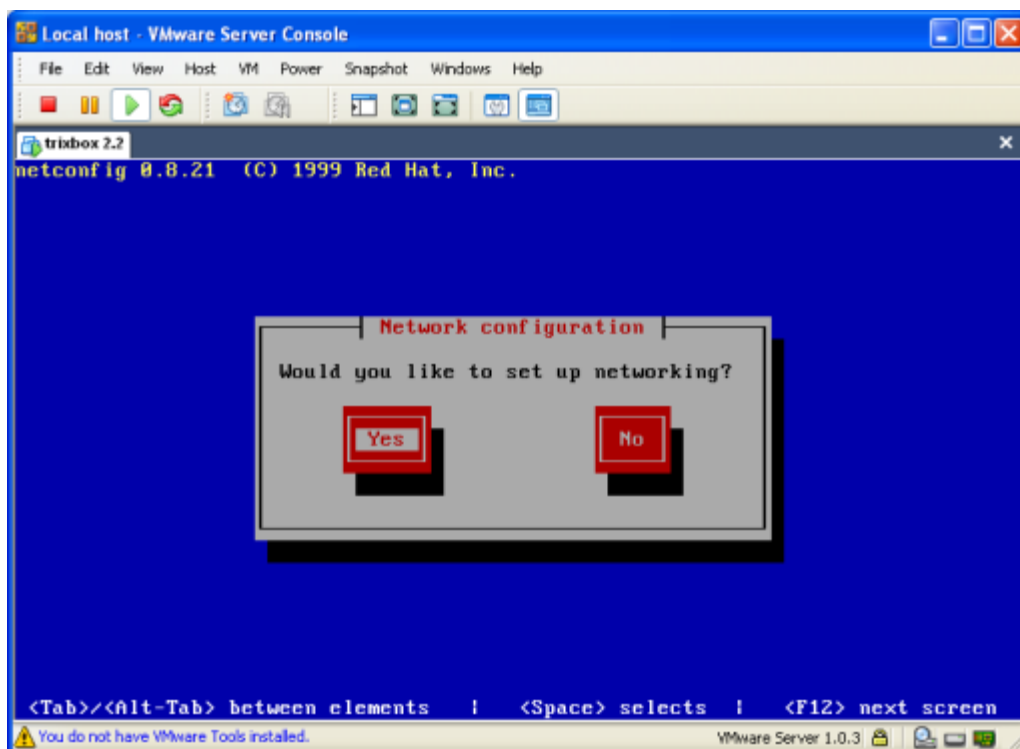 Local host - VMware Server Console
File Edit View Host VM Power Snapshot Windows Help
trixbox 2.2
netconfig 0.8.21 (C) 1999 Red Hat, Inc.
Network configuration
Would you like to set up networking?
Yes No
<Tab>/<Alt-Tab> between elements | <Space> selects | <F12> next screen
You do not have VMware Tools installed. VMware Server 1.0.3